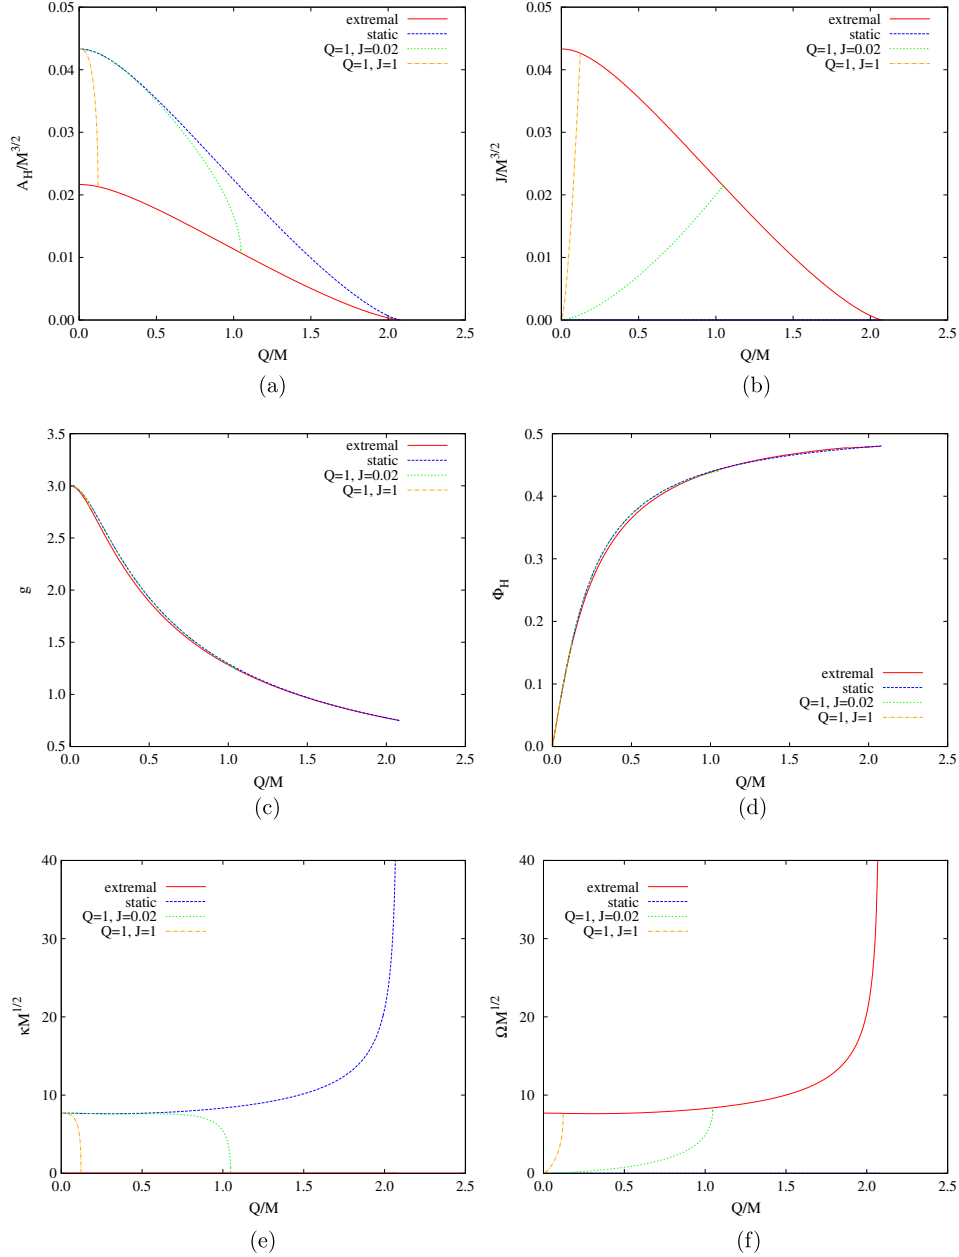 extremal
static
Q=1, J=0.02
Q=1, J=1
0.05
0.04
0.03
0.02
0.01
0.00
A_H/M^{3/2}
0.0 0.5 1.0 1.5 2.0 2.5
Q/M
(a)
extremal
static
Q=1, J=0.02
Q=1, J=1
0.05
0.04
0.03
0.02
0.01
0.00
J/M^{3/2}
0.0 0.5 1.0 1.5 2.0 2.5
Q/M
(b)
extremal
static
Q=1, J=0.02
Q=1, J=1
3.5
3.0
2.5
2.0
1.5
1.0
0.5
g
0.0 0.5 1.0 1.5 2.0 2.5
Q/M
(c)
0.5
0.4
0.3
0.2
0.1
0.0
Φ_H
extremal
static
Q=1, J=0.02
Q=1, J=1
0.0 0.5 1.0 1.5 2.0 2.5
Q/M
(d)
extremal
static
Q=1, J=0.02
Q=1, J=1
40
30
20
10
0
κM^{1/2}
0.0 0.5 1.0 1.5 2.0 2.5
Q/M
(e)
extremal
static
Q=1, J=0.02
Q=1, J=1
40
30
20
10
0
ΩM^{1/2}
0.0 0.5 1.0 1.5 2.0 2.5
Q/M
(f)